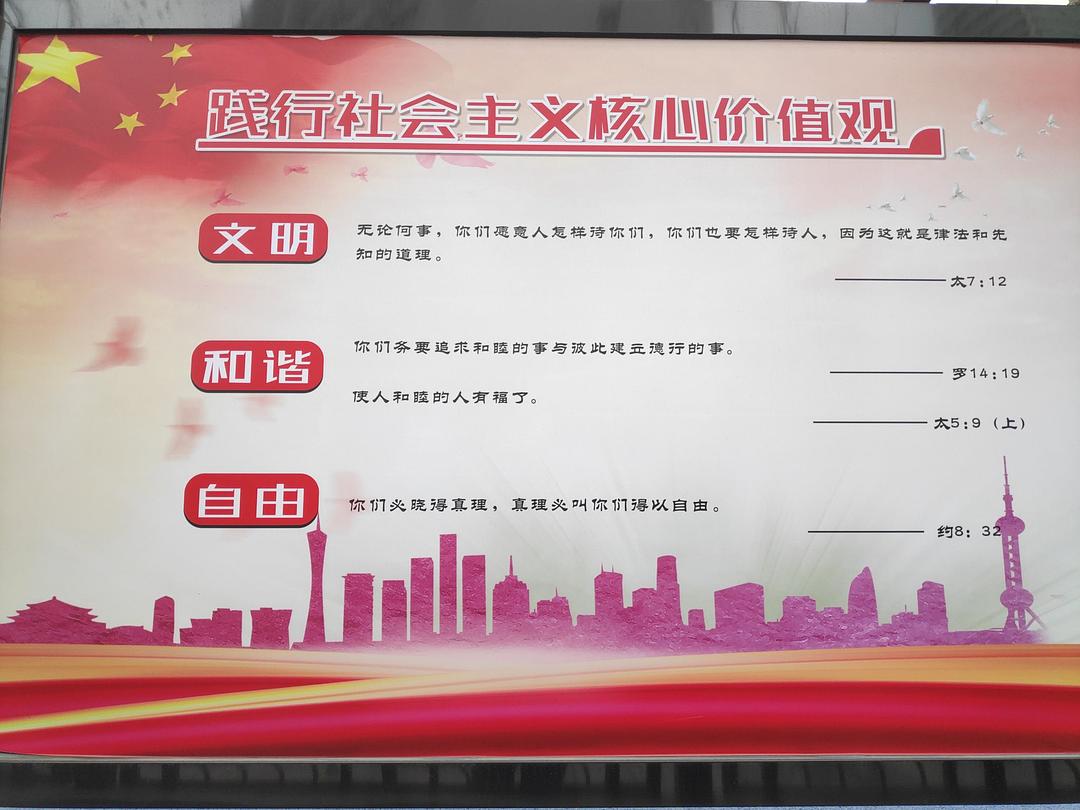 践行社会主义核心价值观
文明
无论何事，你们愿意人怎样待你们，你们也要怎样待人，因为这就是律法和先
知的道理。
——太7:12
和谐
你们务要追求和睦的事与彼此建立德行的事。
——罗14:19
使人和睦的人有福了。
——太5:9（上）
自由
你们必晓得真理，真理必叫你们得以自由。
——约8：32